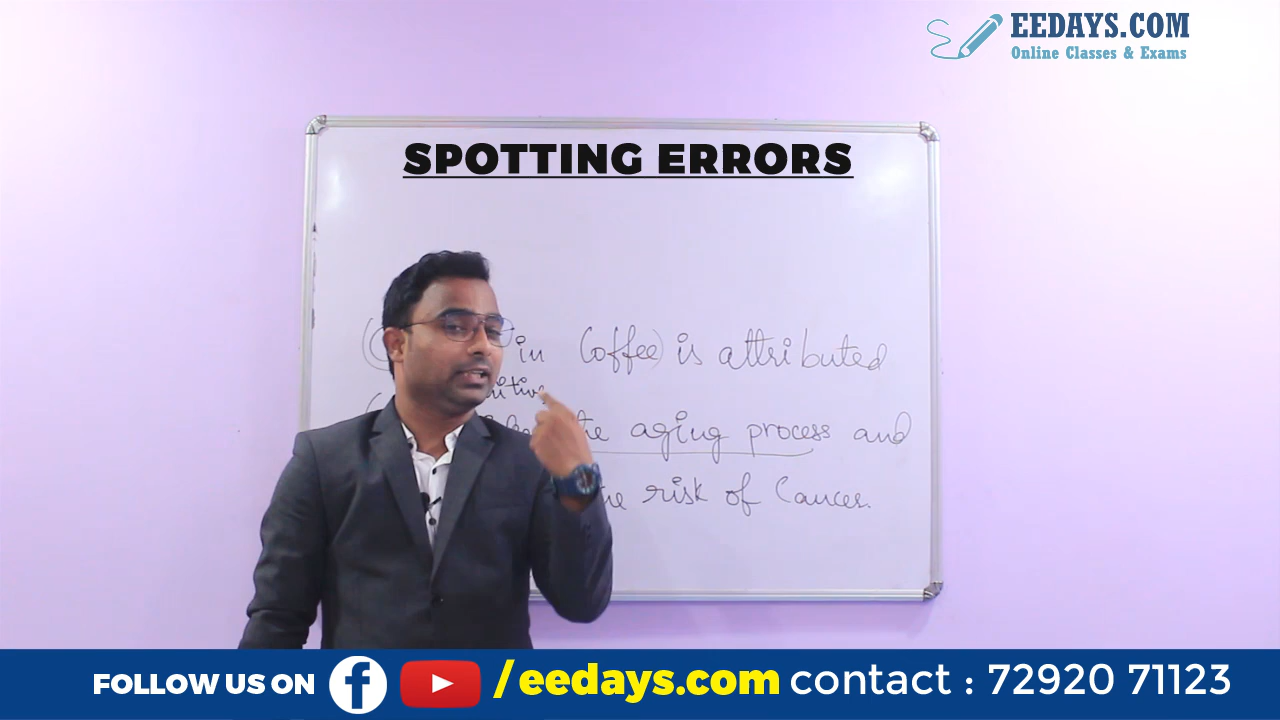 EEDAYS.COM
Online Classes & Exams
SPOTTING ERRORS
in Coffee) is attributed
the aging process and
risk of Cancer.
FOLLOW US ON f /eedays.com contact : 72920 71123